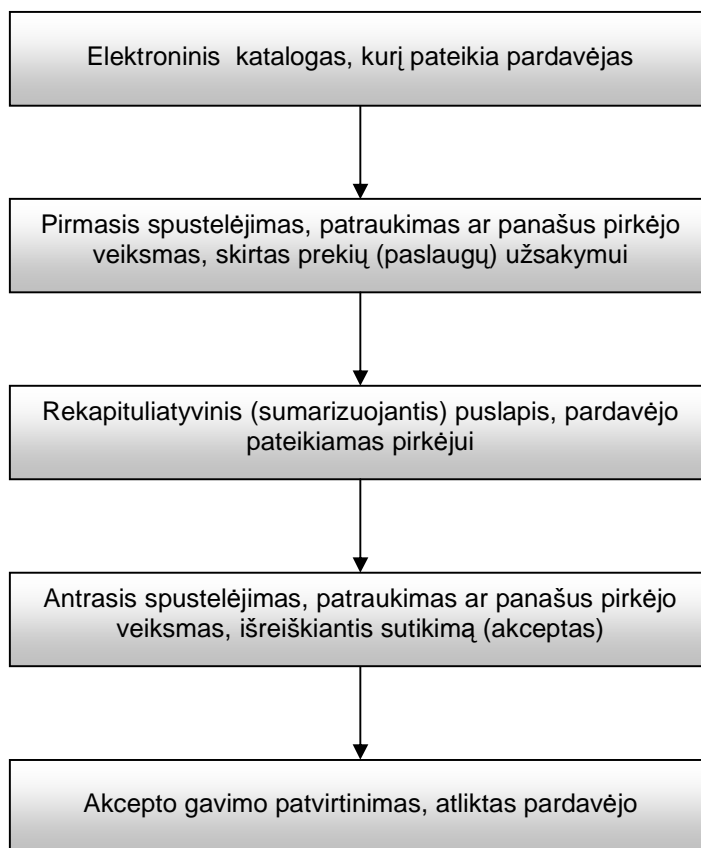 Elektroninis katalogas, kurį pateikia pardavėjas
Pirmasis spustelėjimas, patraukimas ar panašus pirkėjo
veiksmas, skirtas prekių (paslaugų) užsakymui
Rekapituliatyvinis (sumarizuojantis) puslapis, pardavėjo
pateikiamas pirkėjui
Antrasis spustelėjimas, patraukimas ar panašus pirkėjo
veiksmas, išreiškiantis sutikimą (akceptas)
Akcepto gavimo patvirtinimas, atliktas pardavėjo